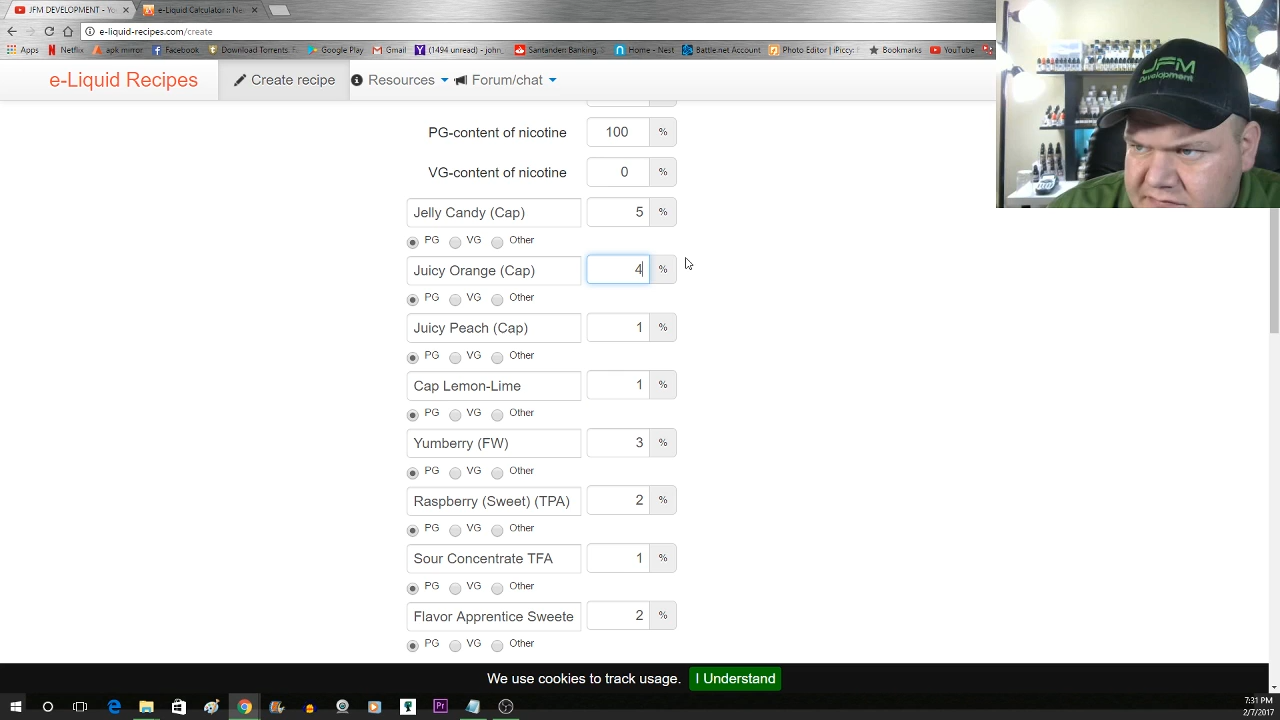 JFM DEVELOPMENT - Yo
e-Liquid Calculator :: Ne
e-liquid-recipes.com/create
Apps Netflix apk mirror Facebook Download Torrents Google Play Gmail (1494 unread) - john_ Santander Banking Home - Nest Battle.net Account Photo Editor | iPiccy: Bookmarks YouTube
e-Liquid Recipes Create recipe Resources Forum/chat
PG-content of nicotine 100 %
VG-content of nicotine 0 %
Jelly Candy (Cap) 5 %
PG VG Other
Juicy Orange (Cap) 4 %
PG VG Other
Juicy Peach (Cap) 1 %
PG VG Other
Cap Lemon-Lime 1 %
PG VG Other
Yumberry (FW) 3 %
PG VG Other
Raspberry (Sweet) (TPA) 2 %
PG VG Other
Sour Concentrate TFA 1 %
PG VG Other
Flavor Apprentice Sweete 2 %
PG VG Other
We use cookies to track usage. I Understand
7:31 PM
2/7/2017
JFM
Development